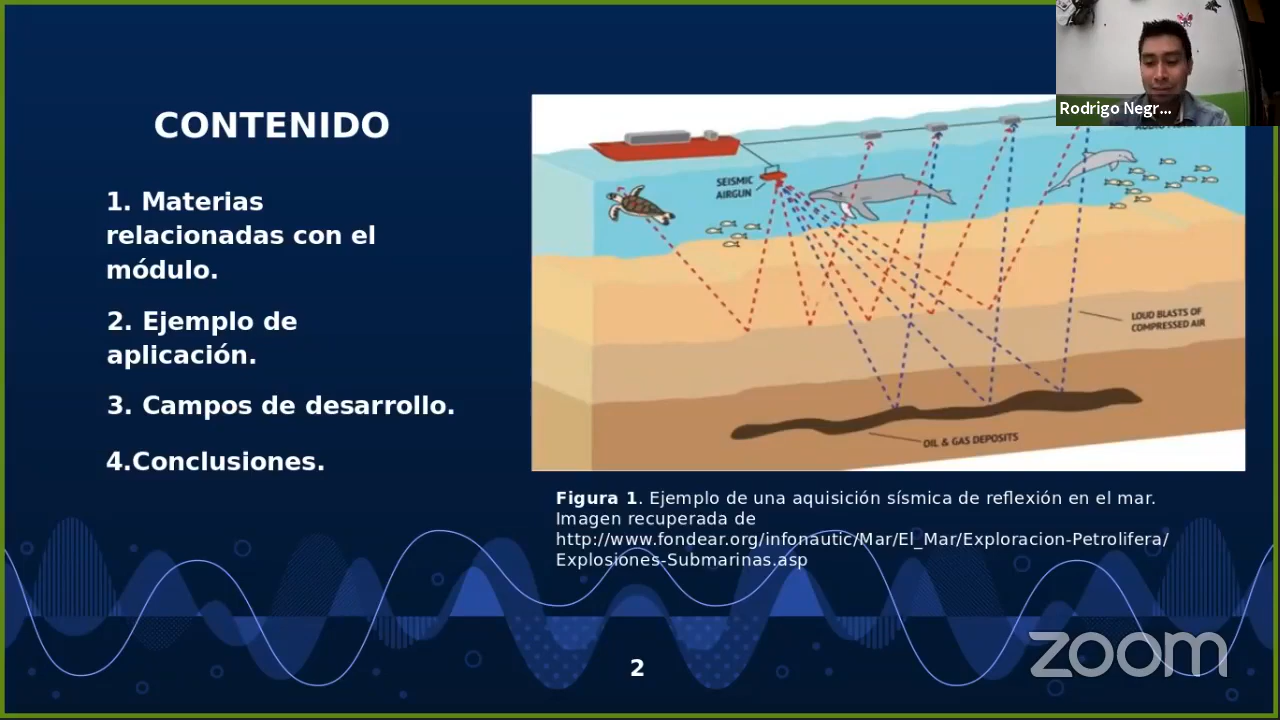 CONTENIDO
1. Materias
relacionadas con el
módulo.
2. Ejemplo de
aplicación.
3. Campos de desarrollo.
4.Conclusiones.
Rodrigo Negr...
SEISMIC
AIRGUN
LOUD BLASTS OF
COMPRESSED AIR
OIL & GAS DEPOSITS
Figura 1. Ejemplo de una aquisición sísmica de reflexión en el mar.
Imagen recuperada de
http://www.fondear.org/infonautic/Mar/El_Mar/Exploracion-Petrolifera/
Explosiones-Submarinas.asp
2
zoom